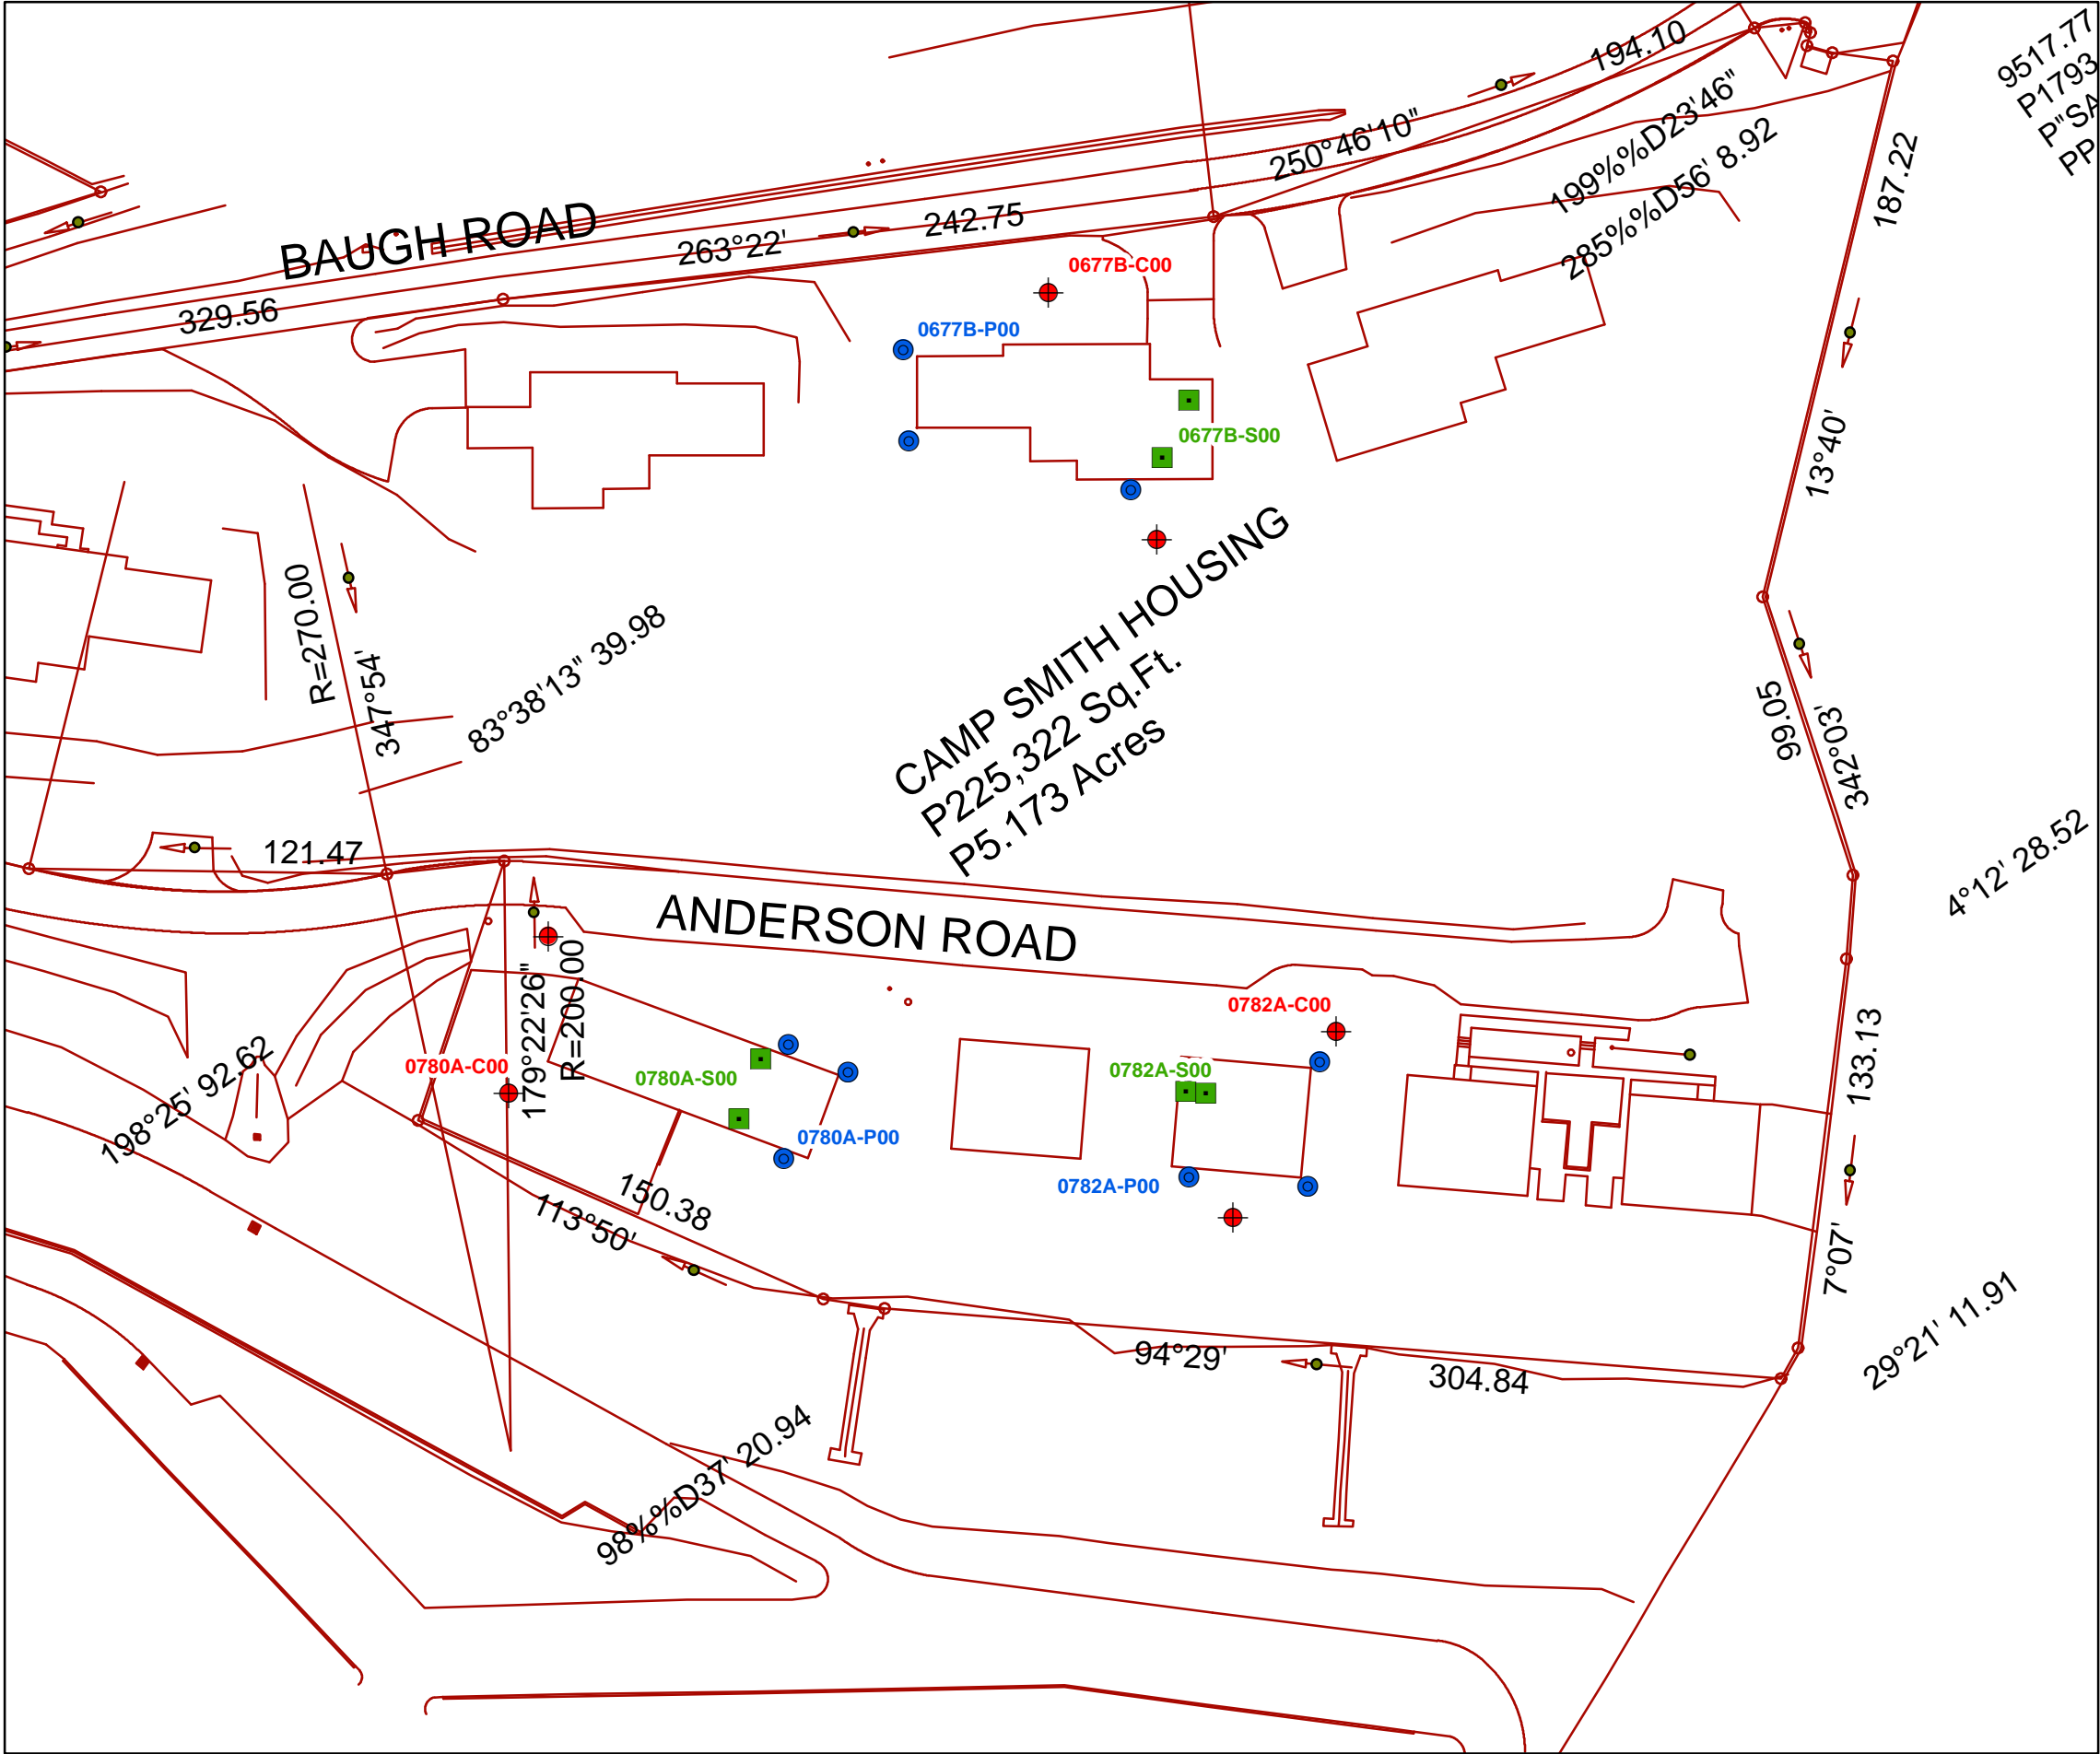 194.10
9517.77
P1793
P"SA
PP
250°46'10"
199%%D23'46"
285%%D56' 8.92
187.22
BAUGH ROAD
263°22'
242.75
329.56
0677B-C00
0677B-P00
0677B-S00
13°40'
R=270.00
347°54'
83°38'13" 39.98
CAMP SMITH HOUSING
P225,322 Sq.Ft.
P5.173 Acres
99.05
342°03'
121.47
4°12' 28.52
ANDERSON ROAD
179°22'26"
R=200.00
0782A-C00
198°25' 92.62
0780A-C00
0780A-S00
0782A-S00
133.13
0780A-P00
0782A-P00
150.38
113°50'
7°07'
94°29'
304.84
29°21' 11.91
98%%D37' 20.94